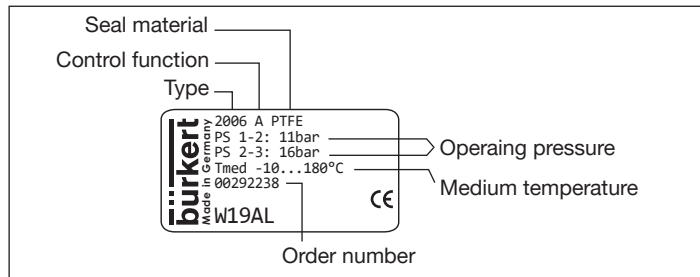 Seal material
Control function
Type
bürkert
Made in Germany
2006 A PTFE
PS 1-2: 11bar
PS 2-3: 16bar
Tmed -10...180°C
00292238
W19AL
CE
Operaing pressure
Medium temperature
Order number